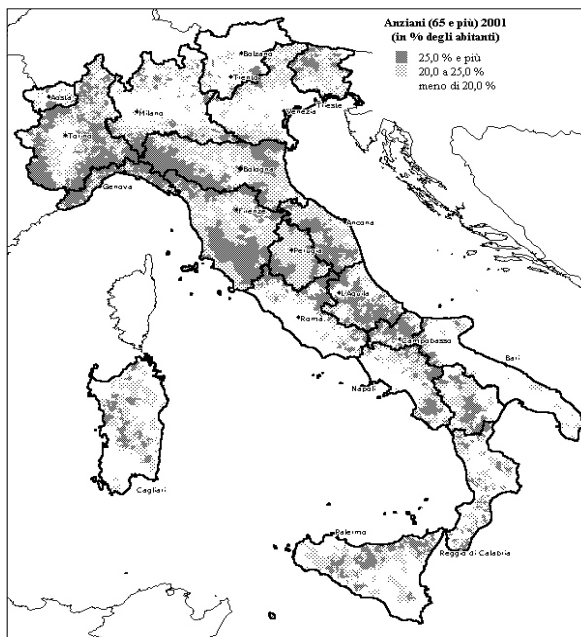 Anziani (65 e più) 2001
(in % degli abitanti)
25,0 % e più
20,0 a 25,0 %
meno di 20,0 %
Bolzano
Trento
Aosta
Milano
Venezia
Trieste
Torino
Bologna
Genova
Firenze
Ancona
Perugia
L'Aquila
Roma
Campobasso
Bari
Napoli
Cagliari
Palermo
Reggio di Calabria